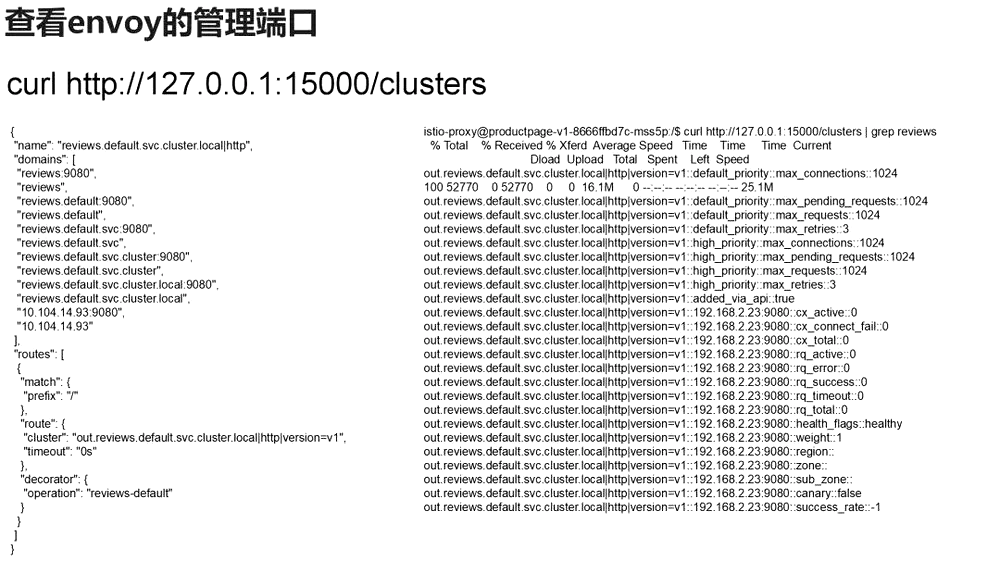 查看envoy的管理端口
curl http://127.0.0.1:15000/clusters
{
"name": "reviews.default.svc.cluster.local|http",
"domains": [
"reviews:9080",
"reviews",
"reviews.default:9080",
"reviews.default",
"reviews.default.svc:9080",
"reviews.default.svc",
"reviews.default.svc.cluster:9080",
"reviews.default.svc.cluster",
"reviews.default.svc.cluster.local:9080",
"reviews.default.svc.cluster.local",
"10.104.14.93:9080",
"10.104.14.93"
],
"routes": [
{
"match": {
"prefix": "/"
},
"route": {
"cluster": "out.reviews.default.svc.cluster.local|http|version=v1",
"timeout": "0s"
},
"decorator": {
"operation": "reviews-default"
}
}
]
}
istio-proxy@productpage-v1-8666ffbd7c-mss5p:/$ curl http://127.0.0.1:15000/clusters | grep reviews
% Total % Received % Xferd Average Speed Time Time Time Current
Dload Upload Total Spent Left Speed
out.reviews.default.svc.cluster.local|http|version=v1::default_priority::max_connections::1024
100 52770 0 52770 0 0 16.1M 0 --:--:-- --:--:-- --:--:-- 25.1M
out.reviews.default.svc.cluster.local|http|version=v1::default_priority::max_pending_requests::1024
out.reviews.default.svc.cluster.local|http|version=v1::default_priority::max_requests::1024
out.reviews.default.svc.cluster.local|http|version=v1::default_priority::max_retries::3
out.reviews.default.svc.cluster.local|http|version=v1::high_priority::max_connections::1024
out.reviews.default.svc.cluster.local|http|version=v1::high_priority::max_pending_requests::1024
out.reviews.default.svc.cluster.local|http|version=v1::high_priority::max_requests::1024
out.reviews.default.svc.cluster.local|http|version=v1::high_priority::max_retries::3
out.reviews.default.svc.cluster.local|http|version=v1::added_via_api::true
out.reviews.default.svc.cluster.local|http|version=v1::192.168.2.23:9080::cx_active::0
out.reviews.default.svc.cluster.local|http|version=v1::192.168.2.23:9080::cx_connect_fail::0
out.reviews.default.svc.cluster.local|http|version=v1::192.168.2.23:9080::cx_total::0
out.reviews.default.svc.cluster.local|http|version=v1::192.168.2.23:9080::rq_active::0
out.reviews.default.svc.cluster.local|http|version=v1::192.168.2.23:9080::rq_error::0
out.reviews.default.svc.cluster.local|http|version=v1::192.168.2.23:9080::rq_success::0
out.reviews.default.svc.cluster.local|http|version=v1::192.168.2.23:9080::rq_timeout::0
out.reviews.default.svc.cluster.local|http|version=v1::192.168.2.23:9080::rq_total::0
out.reviews.default.svc.cluster.local|http|version=v1::192.168.2.23:9080::health_flags::healthy
out.reviews.default.svc.cluster.local|http|version=v1::192.168.2.23:9080::weight::1
out.reviews.default.svc.cluster.local|http|version=v1::192.168.2.23:9080::region::
out.reviews.default.svc.cluster.local|http|version=v1::192.168.2.23:9080::zone::
out.reviews.default.svc.cluster.local|http|version=v1::192.168.2.23:9080::sub_zone::
out.reviews.default.svc.cluster.local|http|version=v1::192.168.2.23:9080::canary::false
out.reviews.default.svc.cluster.local|http|version=v1::192.168.2.23:9080::success_rate::-1